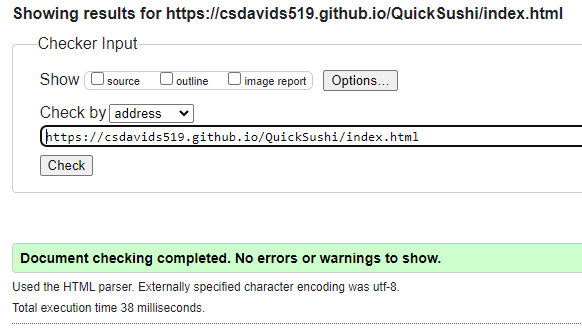 Showing results for https://csdavids519.github.io/QuickSushi/index.html
Checker Input
Show source outline image report Options...
Check by address
https://csdavids519.github.io/QuickSushi/index.html
Check
Document checking completed. No errors or warnings to show.
Used the HTML parser. Externally specified character encoding was utf-8.
Total execution time 38 milliseconds.